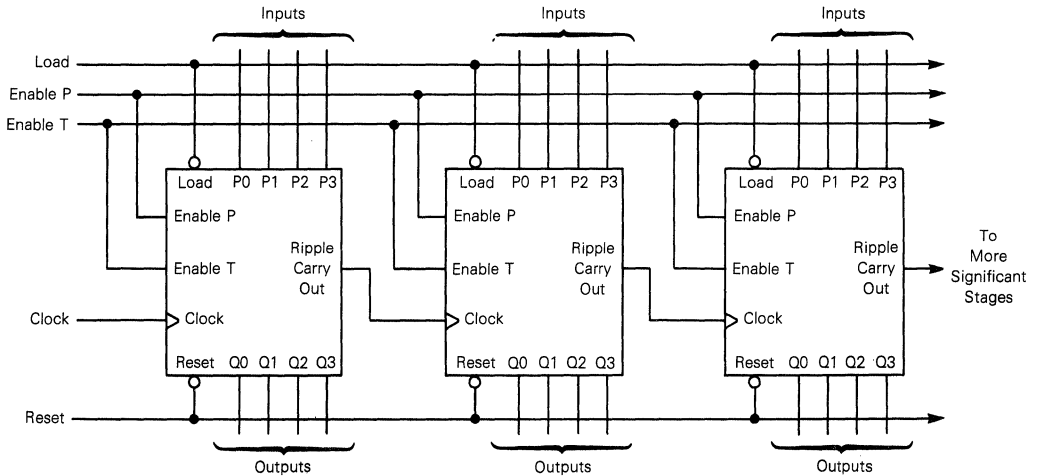 Inputs Inputs Inputs
Load
Enable P
Enable T
Load P0 P1 P2 P3 Load P0 P1 P2 P3 Load P0 P1 P2 P3
Enable P Enable P Enable P
Ripple Ripple Ripple
Enable T Carry Enable T Carry Enable T Carry
Out Out Out
To
More
Significant
Stages
Clock Clock Clock Clock
Reset Q0 Q1 Q2 Q3 Reset Q0 Q1 Q2 Q3 Reset Q0 Q1 Q2 Q3
Reset
Outputs Outputs Outputs